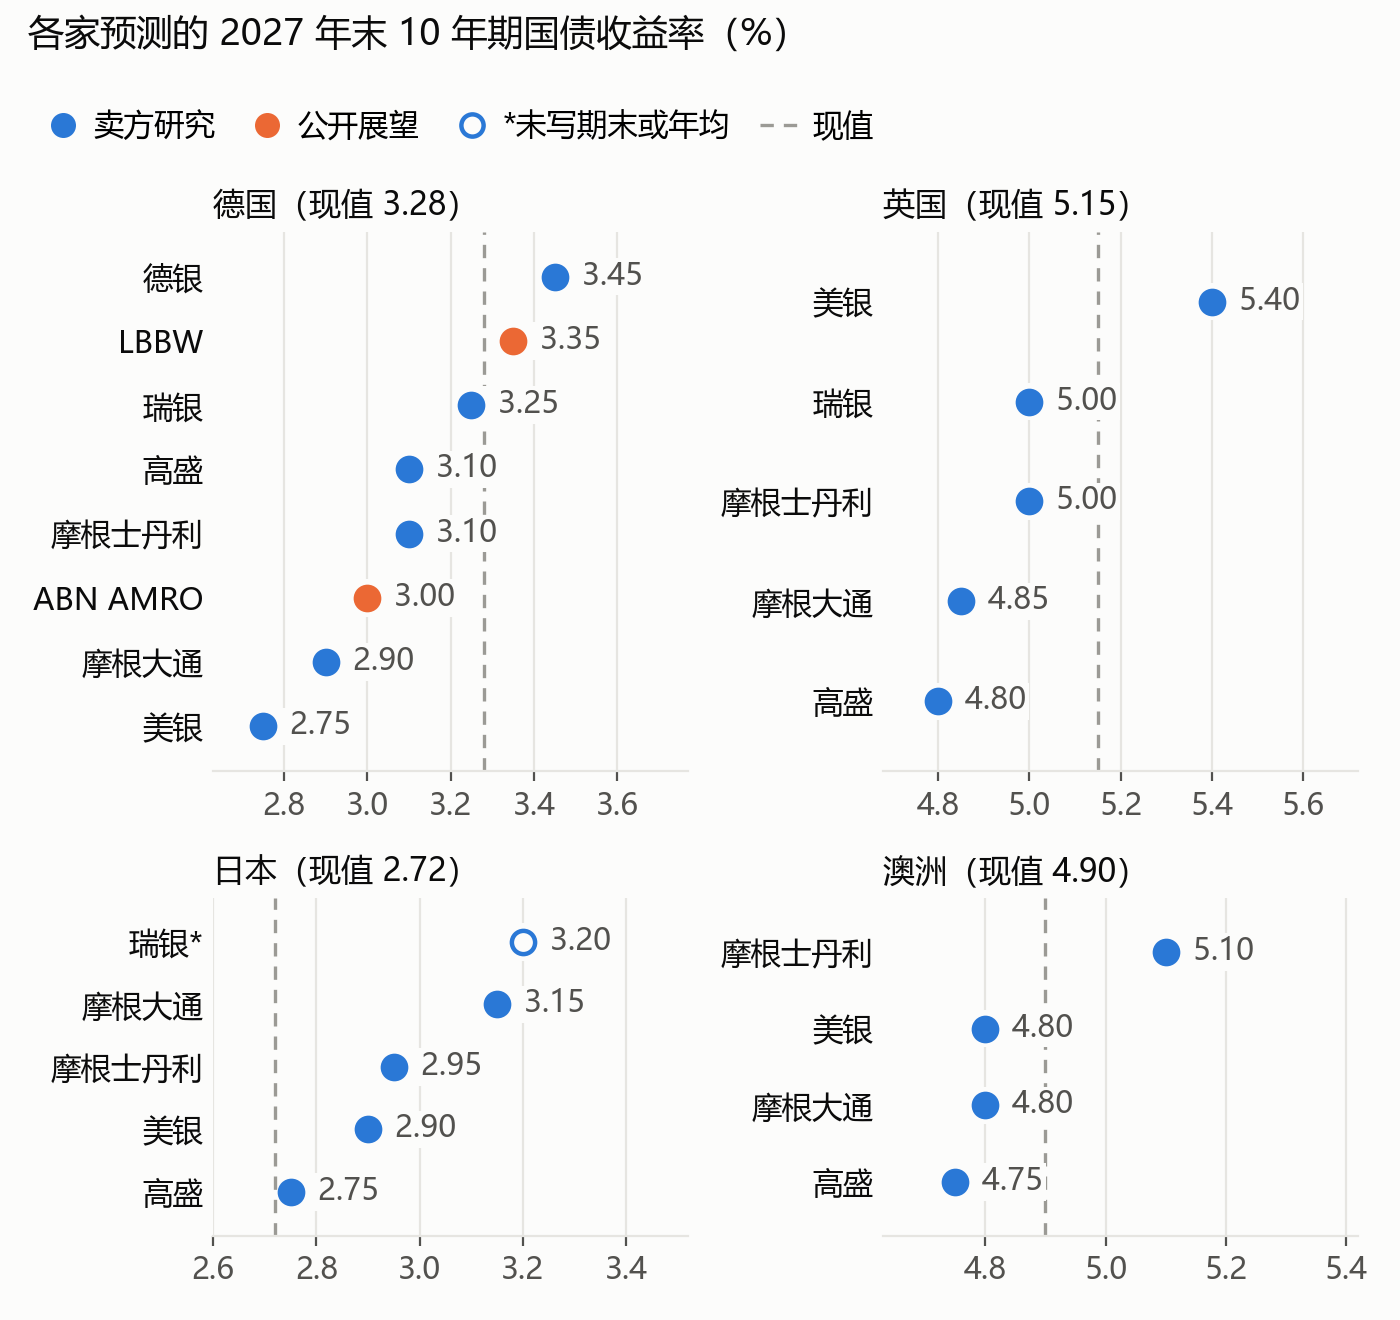 各家预测的 2027 年末 10 年期国债收益率（%）
卖方研究 公开展望 *未写期末或年均 现值
德国（现值 3.28）
德银 3.45
LBBW 3.35
瑞银 3.25
高盛 3.10
摩根士丹利 3.10
ABN AMRO 3.00
摩根大通 2.90
美银 2.75
2.8 3.0 3.2 3.4 3.6
英国（现值 5.15）
美银 5.40
瑞银 5.00
摩根士丹利 5.00
摩根大通 4.85
高盛 4.80
4.8 5.0 5.2 5.4 5.6
日本（现值 2.72）
瑞银* 3.20
摩根大通 3.15
摩根士丹利 2.95
美银 2.90
高盛 2.75
2.6 2.8 3.0 3.2 3.4
澳洲（现值 4.90）
摩根士丹利 5.10
美银 4.80
摩根大通 4.80
高盛 4.75
4.8 5.0 5.2 5.4